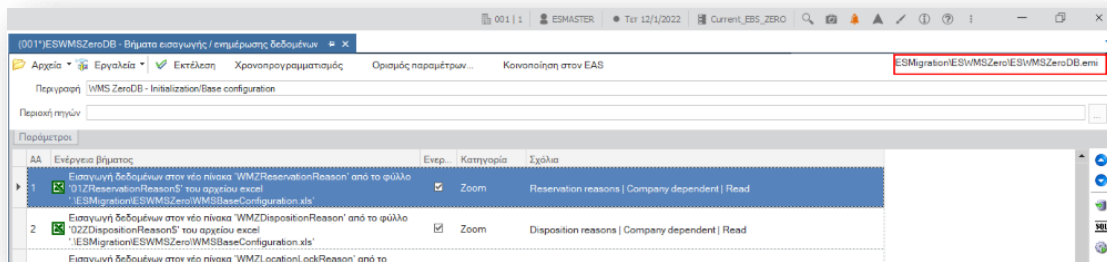 001 | 1 ESMASTER Τετ 12/1/2022 Current_EBS_ZERO
(001*)ESWMSZeroDB - Βήματα εισαγωγής / ενημέρωσης δεδομένων
Αρχεία Εργαλεία Εκτέλεση Χρονοπρογραμματισμός Ορισμός παραμέτρων... Κοινοποίηση στον EAS ESMigration\ESWMSZero\ESWMSZeroDB.emi
Περιγραφή WMS ZeroDB - Initialization/Base configuration
Περιοχή πηγών ...
Παράμετροι
AA Ενέργεια βήματος Ενερ... Κατηγορία Σχόλια
Εισαγωγή δεδομένων στον νέο πίνακα 'WMZReservationReason' από το φύλλο
1 '01ZReservationReason$' του αρχείου excel Zoom Reservation reasons | Company dependent | Read
'.\ESMigration\ESWMSZero\WMSBaseConfiguration.xls'
Εισαγωγή δεδομένων στον νέο πίνακα 'WMZDispositionReason' από το φύλλο
2 '02ZDispositionReason$' του αρχείου excel Zoom Disposition reasons | Company dependent | Read
'.\ESMigration\ESWMSZero\WMSBaseConfiguration.xls'
Εισαγωγή δεδομένων στον νέο πίνακα 'WMZLocationLockReason' από το
SQL